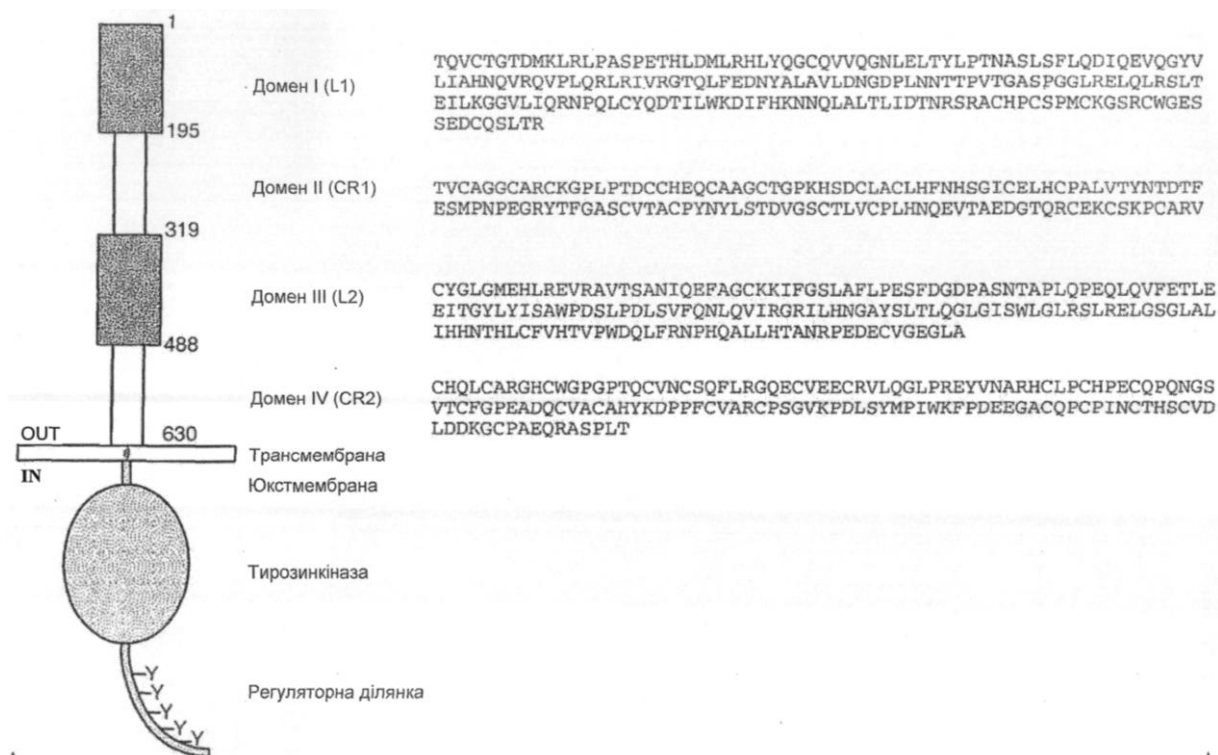 1
Домен I (L1)
TQVCTGTDMKLRLPASPETHLDMLRHLYQGCQVVQGNLELTYLPTNASLSFLQDIQEVQGYV
LIAHNQVRQVPLQRLRIVRGTQLFEDNYALAVLDNGDPLNNTTPVTGASPGGLRELQLRSLT
EILKGGVLIQRNPQLCYQDTILWKDIFHKNNQLALTLIDTNRSRACHPCSPMCKGSRCWGES
SEDCQSLTR
195
Домен II (CR1)
TVCAGGCARCKGPLPTDCCHEQCAAGCTGPKHSDCLACLHFNHSGICELHCPALVTYNTDTF
ESMPNPEGRYTFGASCVTACPYNYLSTDVGSCTLVCPLHNQEVTAEDGTQRCEKCSKPCARV
319
Домен III (L2)
CYGLGMEHLREVRAVTSANIQEFAGCKKIFGSLAFLPESFDGDPASNTAPLQPEQLQVFETLE
EITGYLYISAWPDSLPDLSVFQNLQVIRGRILHNGAYSLTLQGLGISWLGLRSLRELGSGLAL
IHHNTHLCFVHTVPWDQLFRNPHQALLHTANRPEDECVGEGLA
488
Домен IV (CR2)
CHQLCARGHCWGPGPTQCVNCSQFLRGQECVEECRVLQGLPREYVNARHCLPCHPECQPQNGS
VTCFGPEADQCVACAHYKDPPFCVARCPSGVKPDLSYMPIWKFPDEEGACQPCPINCTHSCVD
LDDKGCPAEQRASPLT
OUT
630
Трансмембрана
IN
Юкстмембрана
Тирозинкіназа
Регуляторна ділянка
Y
Y
Y
Y
Y